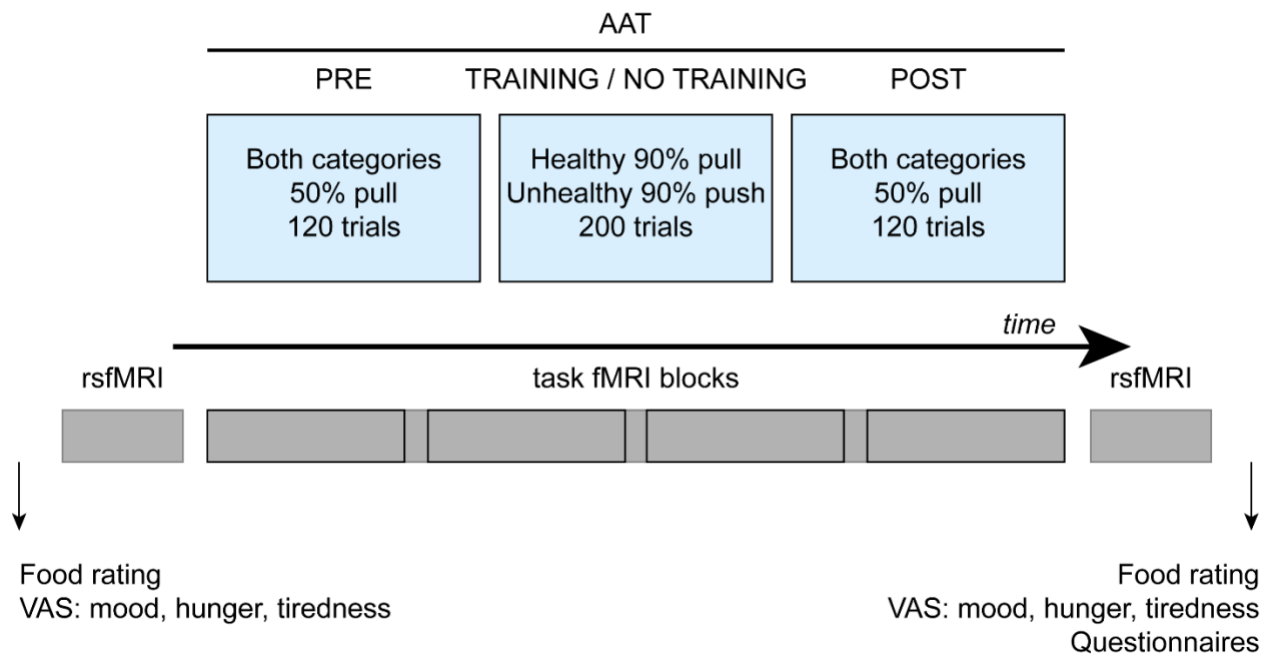 AAT
PRE
TRAINING / NO TRAINING
POST
Both categories
50% pull
120 trials
Healthy 90% pull
Unhealthy 90% push
200 trials
Both categories
50% pull
120 trials
time
rsfMRI
task fMRI blocks
rsfMRI
Food rating
VAS: mood, hunger, tiredness
Food rating
VAS: mood, hunger, tiredness
Questionnaires